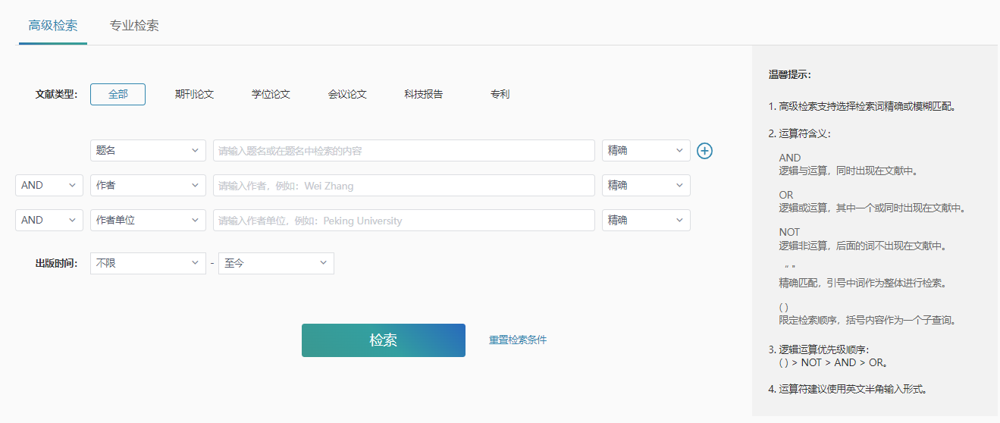 高级检索 专业检索
文献类型: 全部 期刊论文 学位论文 会议论文 科技报告 专利
题名 请输入题名或在题名中检索的内容 精确
AND 作者 请输入作者，例如：Wei Zhang 精确
AND 作者单位 请输入作者单位，例如：Peking University 精确
出版时间: 不限 - 至今
检索 重置检索条件
温馨提示:
1. 高级检索支持选择检索词精确或模糊匹配。
2. 运算符含义:
AND
逻辑与运算，同时出现在文献中。
OR
逻辑或运算，其中一个或同时出现在文献中。
NOT
逻辑非运算，后面的词不出现在文献中。
“ "
精确匹配，引号中词作为整体进行检索。
( )
限定检索顺序，括号内容作为一个子查询。
3. 逻辑运算优先级顺序:
( ) > NOT > AND > OR。
4. 运算符建议使用英文半角输入形式。